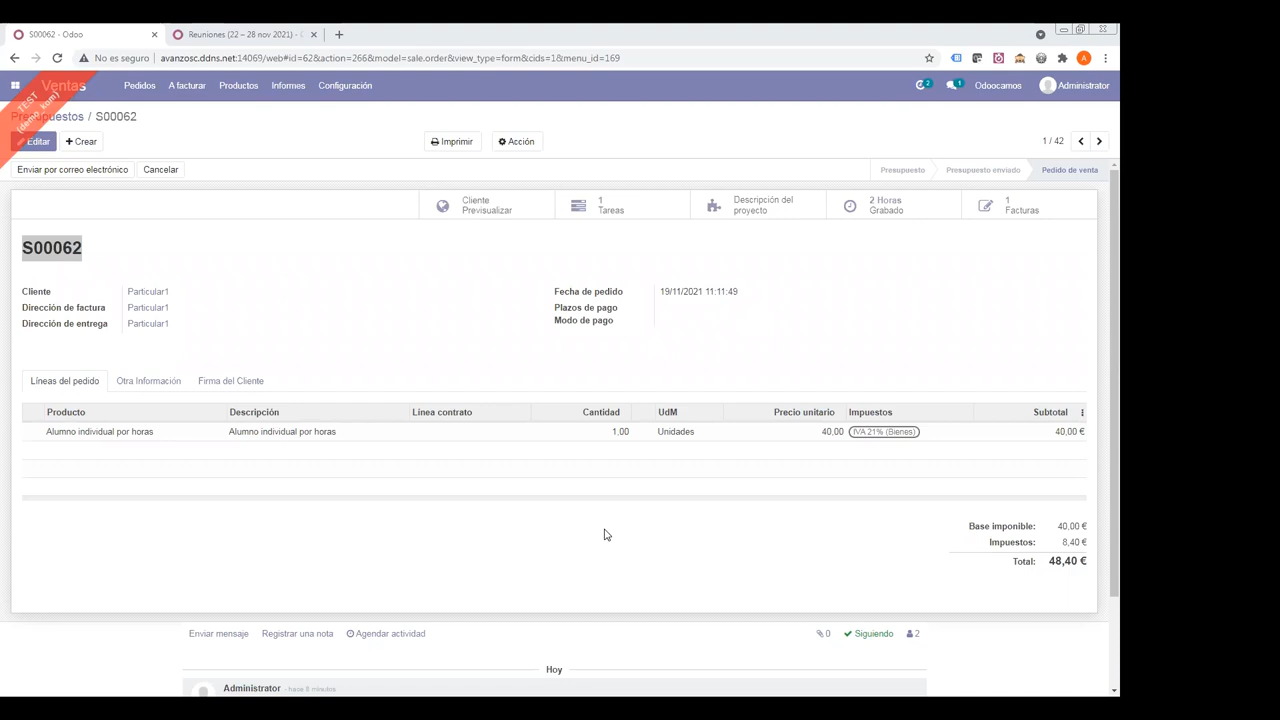 S00062 - Odoo
Reuniones (22 – 28 nov 2021) -
No es seguro avanzosc.ddns.net:14069/web#id=62&action=266&model=sale.order&view_type=form&cids=1&menu_id=169
TEST
Ventas Pedidos A facturar Productos Informes Configuración 2 1 Odoocamos Administrator
Presupuestos / S00062
Editar Crear Imprimir Acción 1 / 42
Enviar por correo electrónico Cancelar Presupuesto Presupuesto enviado Pedido de venta
Cliente Previsualizar
1 Tareas
Descripción del proyecto
2 Horas Grabado
1 Facturas
S00062
Cliente Particular1 Fecha de pedido 19/11/2021 11:11:49
Dirección de factura Particular1 Plazos de pago
Dirección de entrega Particular1 Modo de pago
Líneas del pedido Otra Información Firma del Cliente
Producto Descripción Línea contrato Cantidad UdM Precio unitario Impuestos Subtotal
Alumno individual por horas Alumno individual por horas 1,00 Unidades 40,00 IVA 21% (Bienes) 40,00 €
Base imponible: 40,00 €
Impuestos: 8,40 €
Total: 48,40 €
Enviar mensaje Registrar una nota Agendar actividad 0 Siguiendo 2
Hoy
Administrator - hace 8 minutos